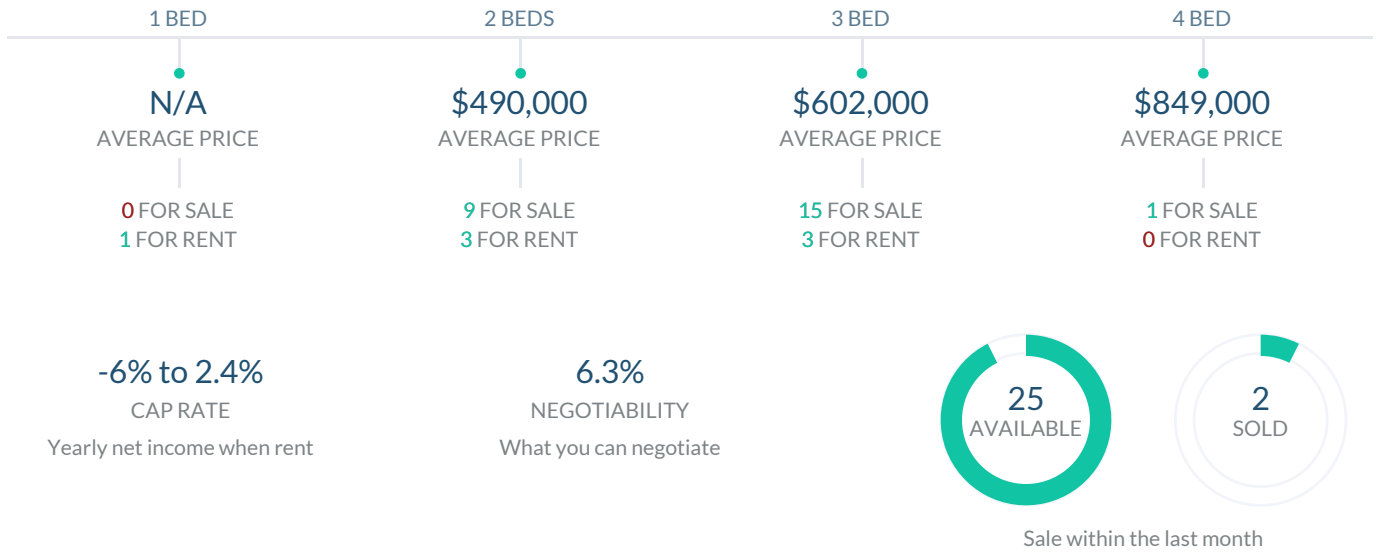 1 BED
2 BEDS
3 BED
4 BED
N/A
AVERAGE PRICE
$490,000
AVERAGE PRICE
$602,000
AVERAGE PRICE
$849,000
AVERAGE PRICE
0 FOR SALE
1 FOR RENT
9 FOR SALE
3 FOR RENT
15 FOR SALE
3 FOR RENT
1 FOR SALE
0 FOR RENT
-6% to 2.4%
CAP RATE
Yearly net income when rent
6.3%
NEGOTIABILITY
What you can negotiate
25
AVAILABLE
2
SOLD
Sale within the last month